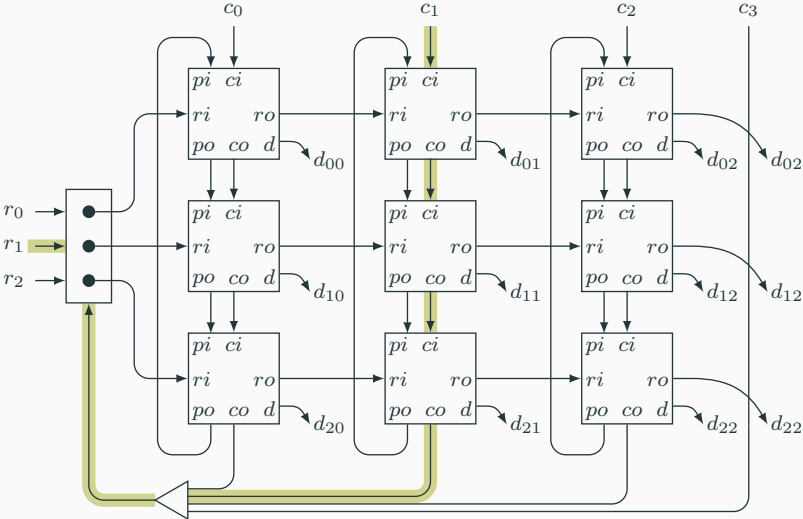 c0 c1 c2 c3
pi ci pi ci pi ci
ri ro ri ro ri ro
po co d po co d po co d
d00 d01 d02 d02
r0
pi ci pi ci pi ci
r1 ri ro ri ro ri ro
r2 po co d po co d po co d
d10 d11 d12 d12
pi ci pi ci pi ci
ri ro ri ro ri ro
po co d po co d po co d
d20 d21 d22 d22